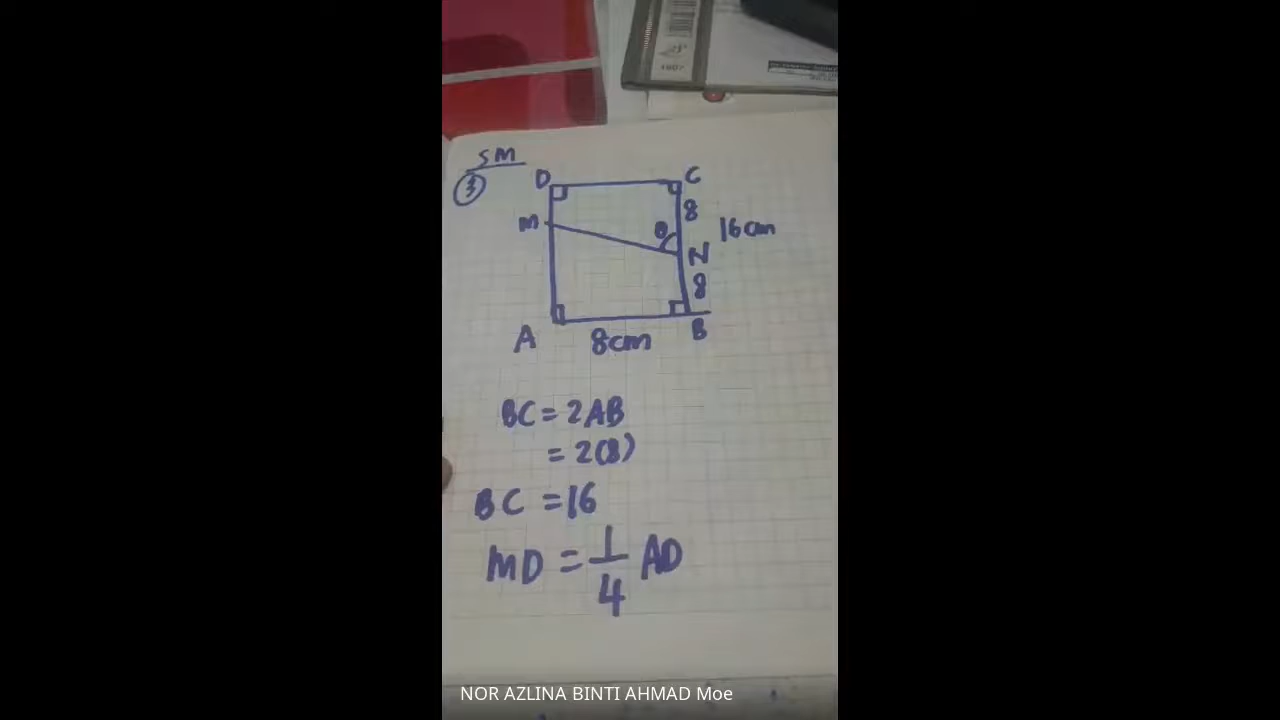 SM
3
D
C
8
M
θ
16cm
N
8
A
8cm
B
BC = 2AB
= 2(8)
BC = 16
MD = 1/4 AD
NOR AZLINA BINTI AHMAD Moe